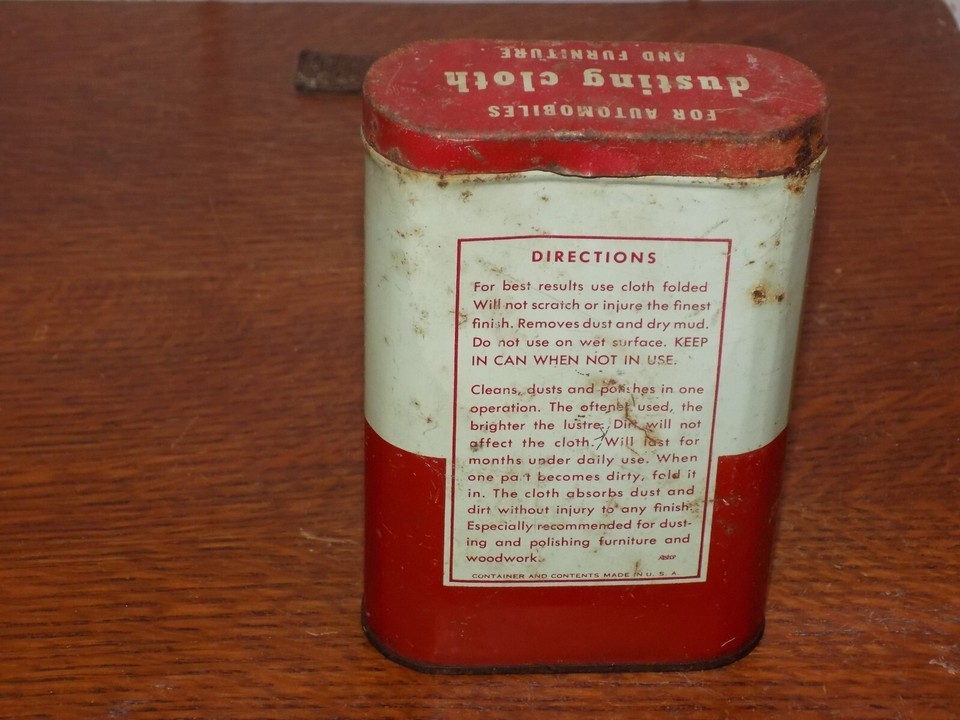 FOR AUTOMOBILES
dusting cloth
AND FURNITURE
DIRECTIONS
For best results use cloth folded
Will not scratch or injure the finest
finish. Removes dust and dry mud.
Do not use on wet surface. KEEP
IN CAN WHEN NOT IN USE.
Cleans, dusts and polishes in one
operation. The oftener used, the
brighter the lustre. Dirt will not
affect the cloth. Will last for
months under daily use. When
one part becomes dirty, fold it
in. The cloth absorbs dust and
dirt without injury to any finish.
Especially recommended for dust-
ing and polishing furniture and
woodwork.
CONTAINER AND CONTENTS MADE IN U. S. A.